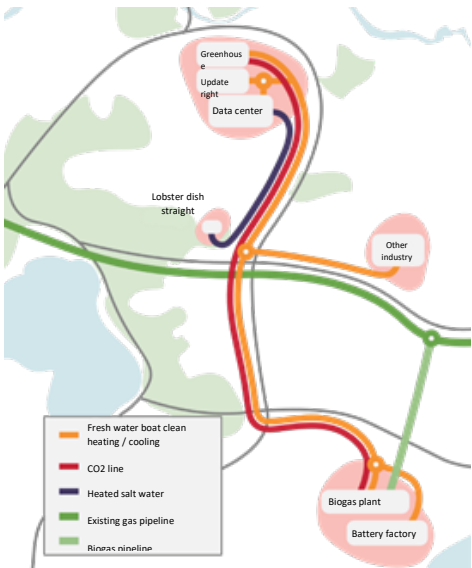 Greenhous
e
Update
right
Data center
Lobster dish
straight
Other
industry
Fresh water boat clean
heating / cooling
CO2 line
Heated salt water
Existing gas pipeline
Biogas pipeline
Biogas plant
Battery factory